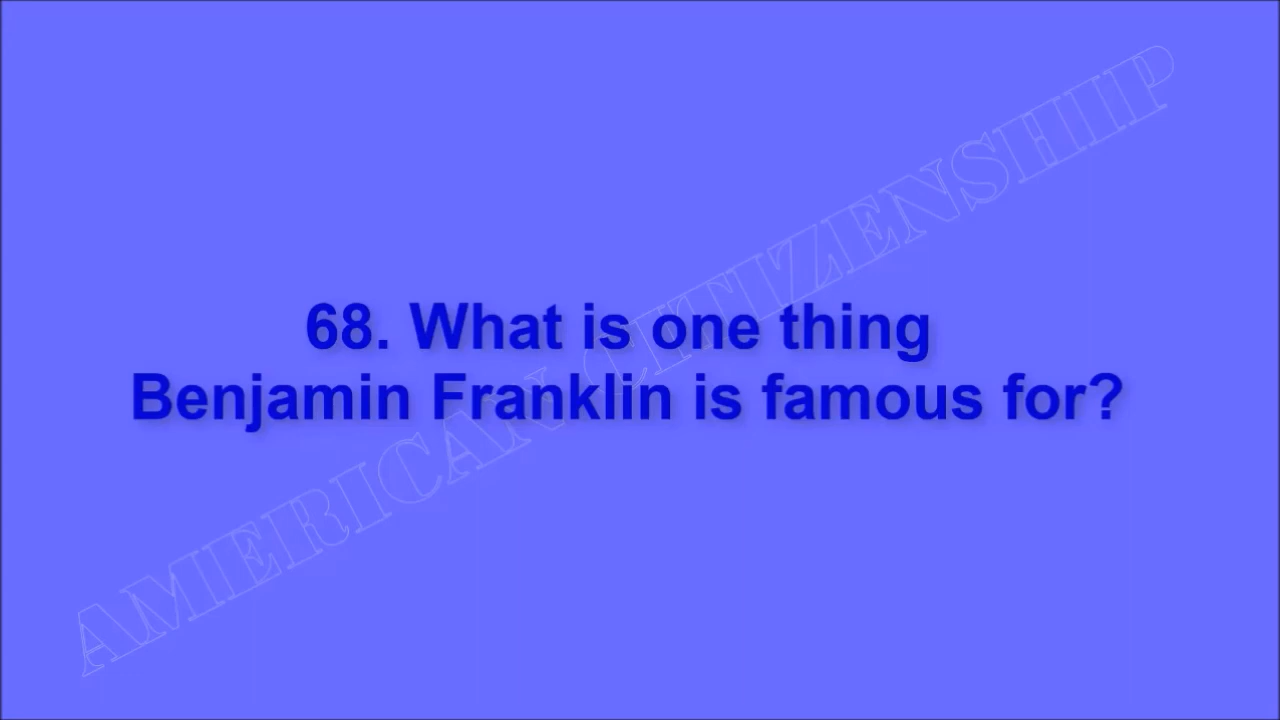 68. What is one thing
Benjamin Franklin is famous for?
AMERICAN CITIZENSHIP